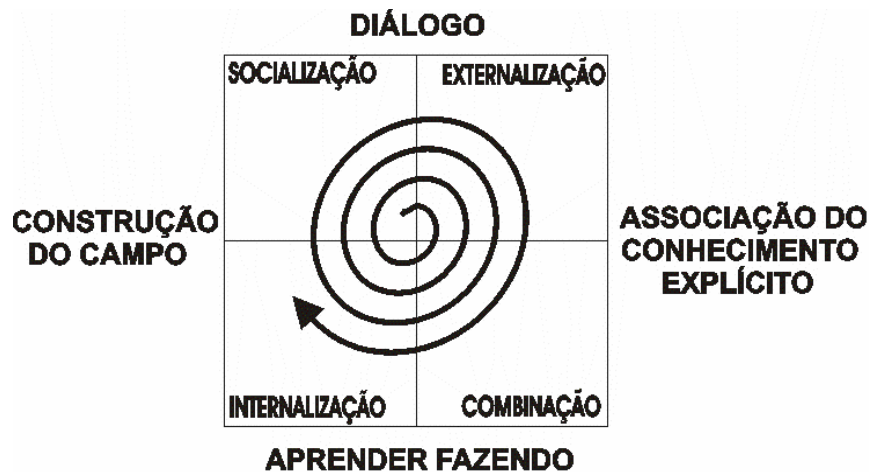 DIÁLOGO
SOCIALIZAÇÃO
EXTERNALIZAÇÃO
CONSTRUÇÃO
DO CAMPO
ASSOCIAÇÃO DO
CONHECIMENTO
EXPLÍCITO
INTERNALIZAÇÃO
COMBINAÇÃO
APRENDER FAZENDO